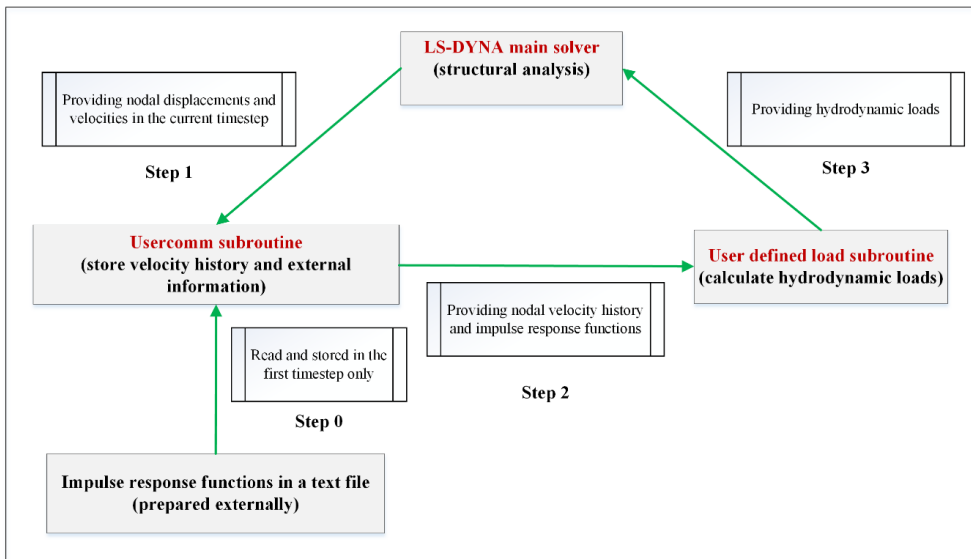 LS-DYNA main solver
(structural analysis)
Providing nodal displacements and
velocities in the current timestep
Step 1
Providing hydrodynamic loads
Step 3
Usercomm subroutine
(store velocity history and external
information)
User defined load subroutine
(calculate hydrodynamic loads)
Providing nodal velocity history
and impulse response functions
Step 2
Read and stored in the
first timestep only
Step 0
Impulse response functions in a text file
(prepared externally)